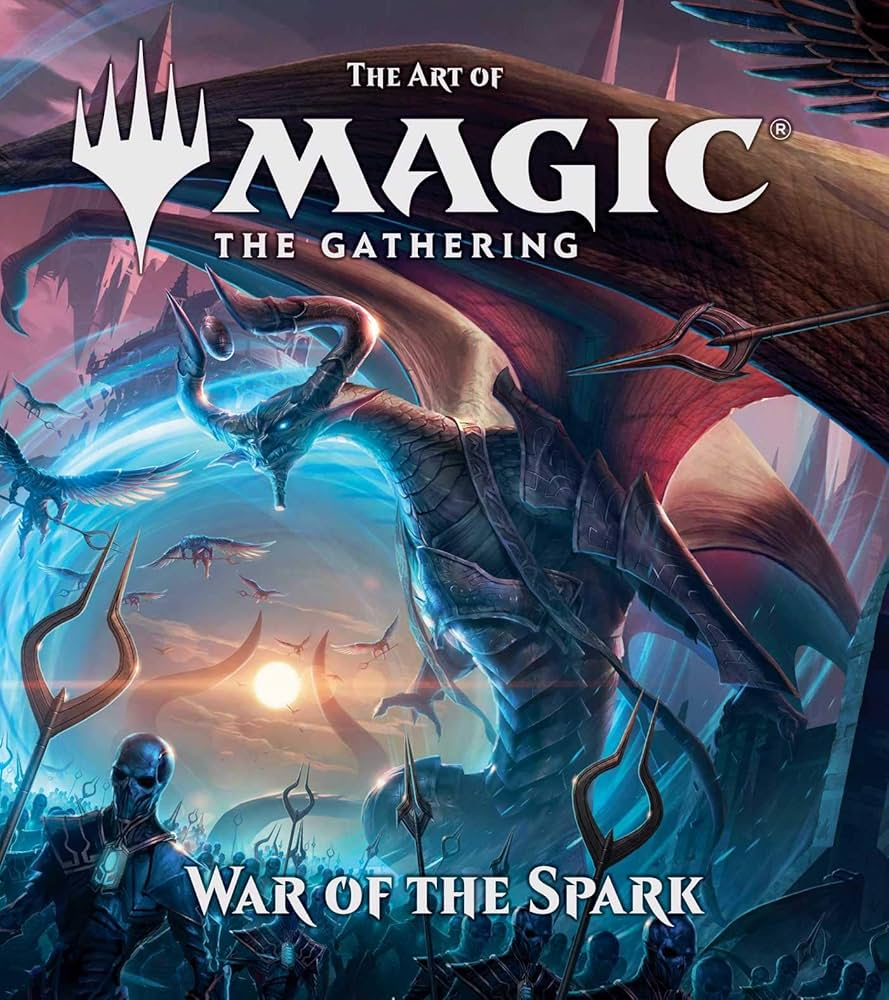 The Art of
MAGIC®
THE GATHERING
War of the Spark